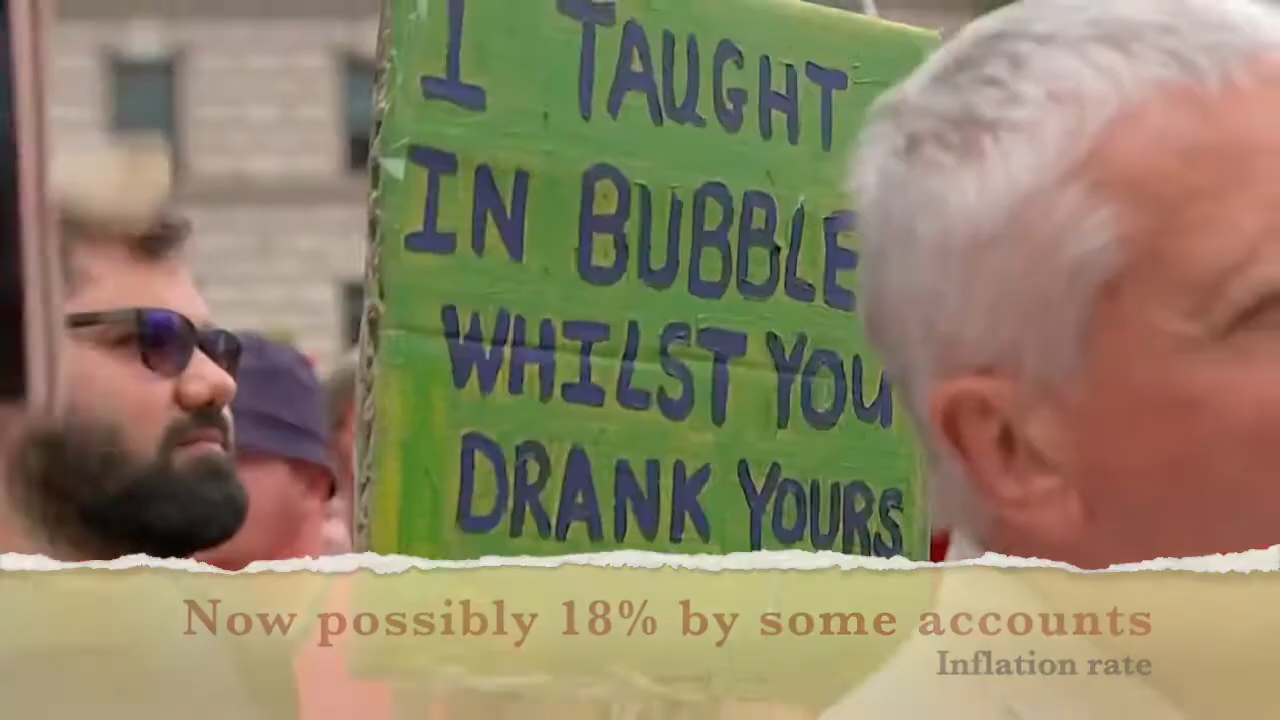 I TAUGHT
IN BUBBLE
WHILST YOU
DRANK YOURS
Now possibly 18% by some accounts
Inflation rate